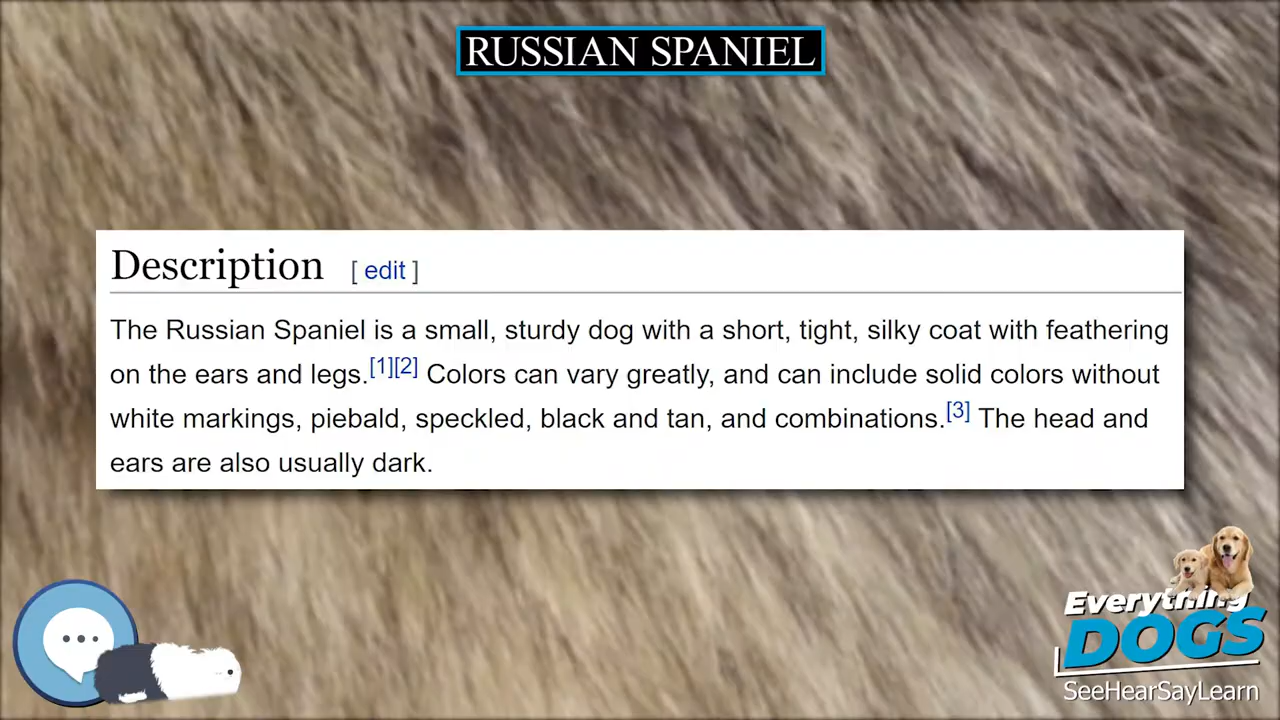 RUSSIAN SPANIEL
Description [ edit ]
The Russian Spaniel is a small, sturdy dog with a short, tight, silky coat with feathering
on the ears and legs.[1][2] Colors can vary greatly, and can include solid colors without
white markings, piebald, speckled, black and tan, and combinations.[3] The head and
ears are also usually dark.
Everything
DOGS
SeeHearSayLearn